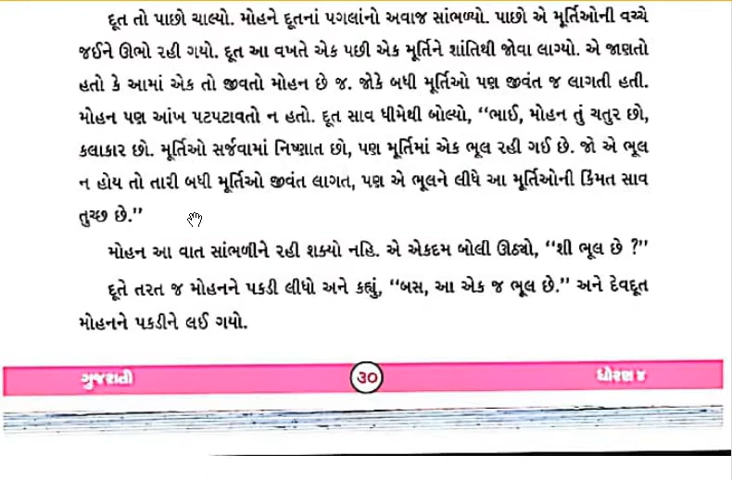 દૂત તો પાછો ચાલ્યો. મોહને દૂતનાં પગલાંનો અવાજ સાંભળ્યો. પાછો એ મૂર્તિઓની વચ્ચે
જઈને ઊભો રહી ગયો. દૂત આ વખતે એક પછી એક મૂર્તિને શાંતિથી જોવા લાગ્યો. એ જાણતો
હતો કે આમાં એક તો જીવતો મોહન છે જ. જોકે બધી મૂર્તિઓ પણ જીવંત જ લાગતી હતી.
મોહન પણ આંખ પટપટાવતો ન હતો. દૂત સાવ ધીમેથી બોલ્યો, “ભાઈ, મોહન તું ચતુર છો,
કલાકાર છો. મૂર્તિઓ સર્જવામાં નિષ્ણાત છો, પણ મૂર્તિમાં એક ભૂલ રહી ગઈ છે. જો એ ભૂલ
ન હોય તો તારી બધી મૂર્તિઓ જીવંત લાગત, પણ એ ભૂલને લીધે આ મૂર્તિઓની કિંમત સાવ
તુચ્છ છે.”
મોહન આ વાત સાંભળીને રહી શક્યો નહિ. એ એકદમ બોલી ઊઠ્યો, “શી ભૂલ છે ?”
દૂતે તરત જ મોહનને પકડી લીધો અને કહ્યું, “બસ, આ એક જ ભૂલ છે.” અને દેવદૂત
મોહનને પકડીને લઈ ગયો.
ગુજરાતી
૩૦
ધોરણ ૪